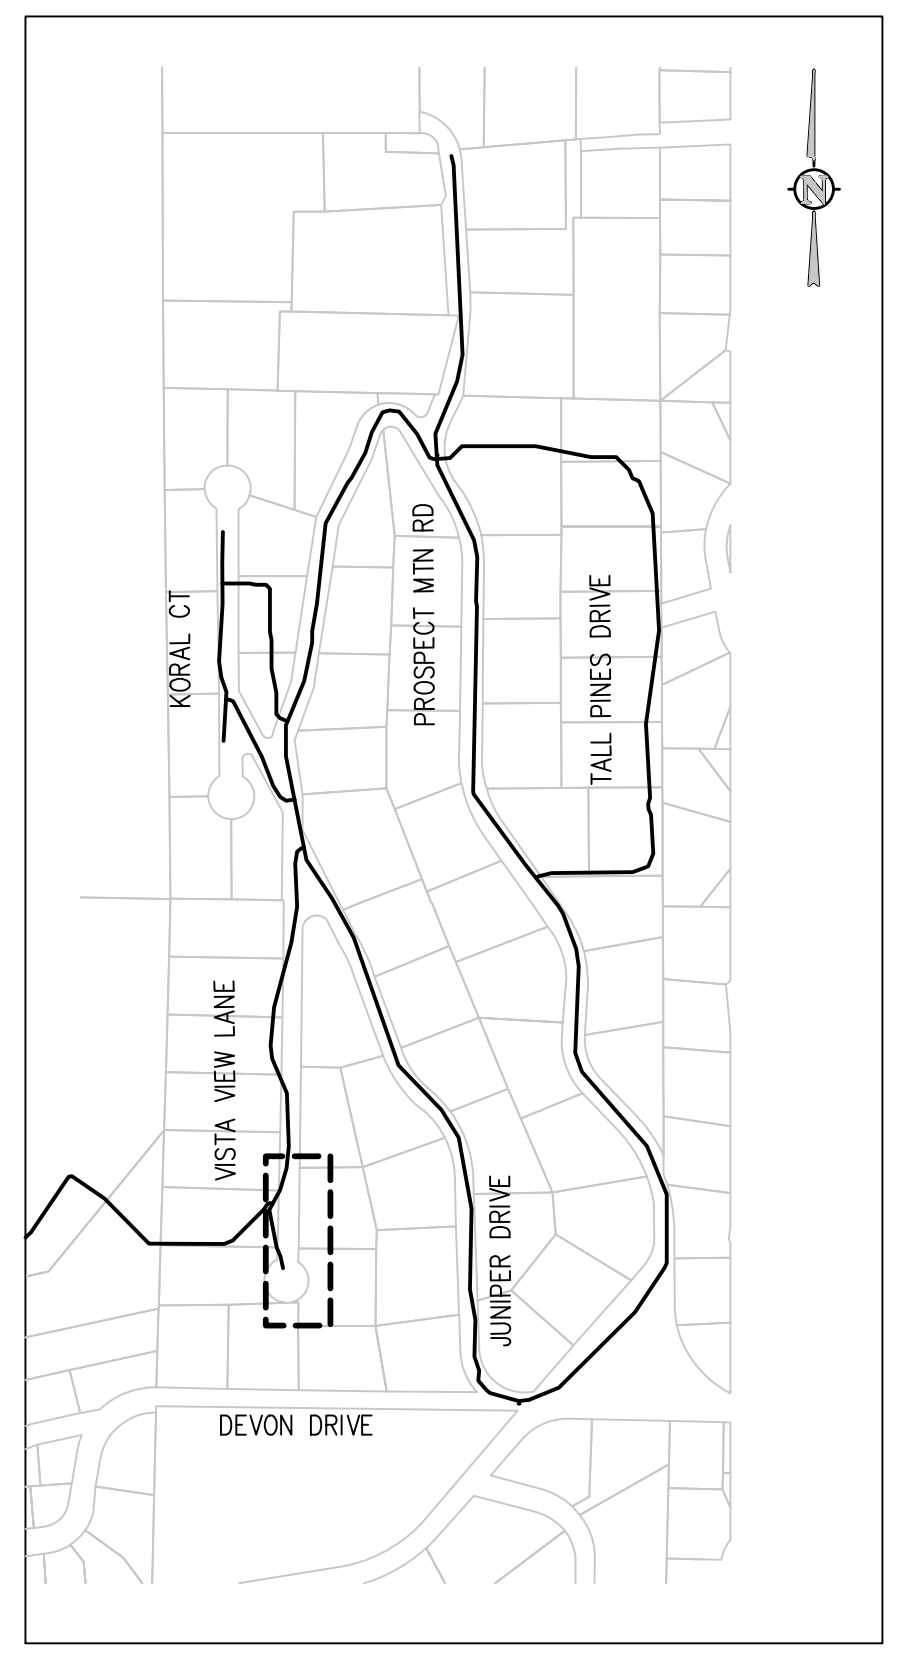 N
PROSPECT MTN RD
KORAL CT
TALL PINES DRIVE
VISTA VIEW LANE
JUNIPER DRIVE
DEVON DRIVE